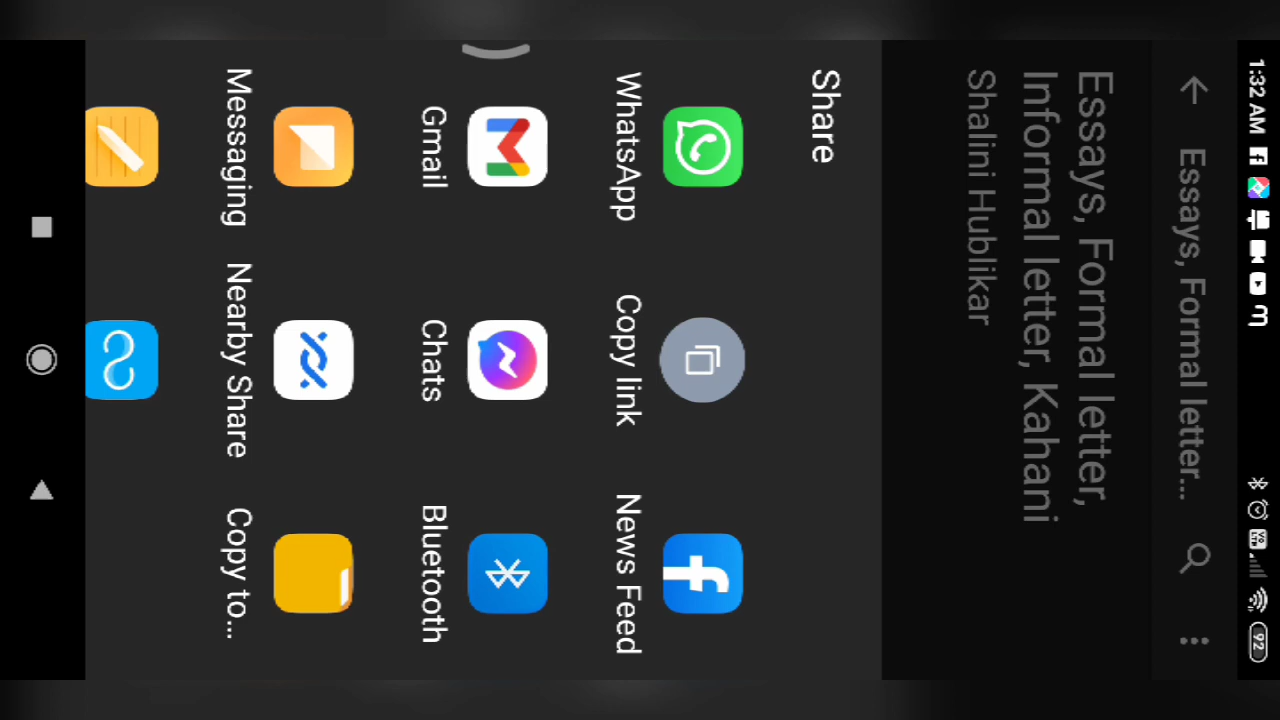 1:32 AM
92
Essays, Formal letter...
Essays, Formal letter,
Informal letter, Kahani
Shalini Hublikar
Share
WhatsApp
Copy link
News Feed
Gmail
Chats
Bluetooth
Messaging
Nearby Share
Copy to...